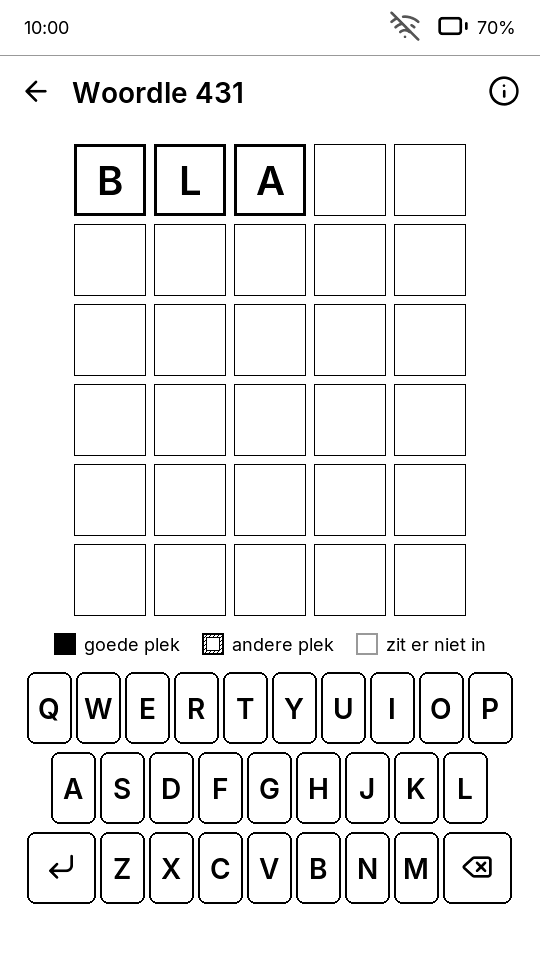 10:00 70%
Woordle 431
B L A
goede plek andere plek zit er niet in
Q W E R T Y U I O P
A S D F G H J K L
Z X C V B N M